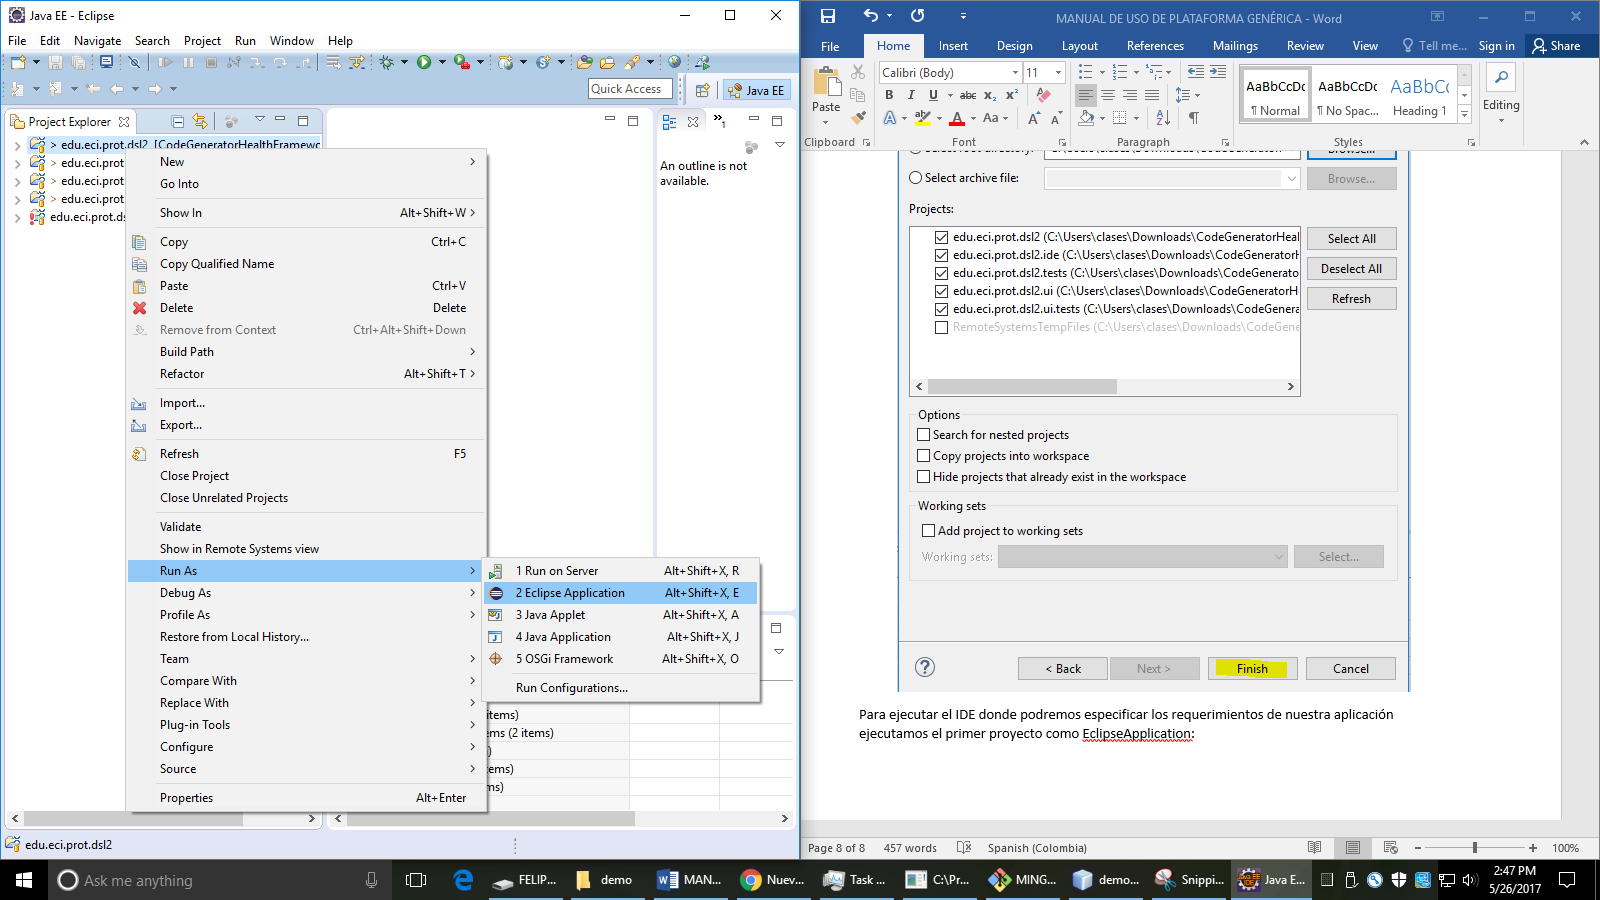 Java EE - Eclipse
File Edit Navigate Search Project Run Window Help
Quick Access
Java EE
Project Explorer
> edu.eci.prot.dsl2 [CodeGeneratorHealthFramewo
> edu.eci.prot
> edu.eci.prot
> edu.eci.prot
edu.eci.prot.ds
An outline is not
available.
New
Go Into
Show In Alt+Shift+W >
Copy Ctrl+C
Copy Qualified Name
Paste Ctrl+V
Delete Delete
Remove from Context Ctrl+Alt+Shift+Down
Build Path
Refactor Alt+Shift+T >
Import...
Export...
Refresh F5
Close Project
Close Unrelated Projects
Validate
Show in Remote Systems view
Run As
Debug As
Profile As
Restore from Local History...
Team
Compare With
Replace With
Plug-in Tools
Configure
Source
Properties Alt+Enter
1 Run on Server Alt+Shift+X, R
2 Eclipse Application Alt+Shift+X, E
3 Java Applet Alt+Shift+X, A
4 Java Application Alt+Shift+X, J
5 OSGi Framework Alt+Shift+X, O
Run Configurations...
items)
ems (2 items)
)
ems)
ms)
edu.eci.prot.dsl2
MANUAL DE USO DE PLATAFORMA GENÉRICA - Word
File Home Insert Design Layout References Mailings Review View Tell me... Sign in Share
Paste
Clipboard
Calibri (Body) 11
B I U abc x₂ x²
A A Aa A A
Font
Paragraph
AaBbCcDc AaBbCcDc AaBbCc
¶ Normal ¶ No Spac... Heading 1
Styles
Editing
Select archive file: Browse...
Projects:
edu.eci.prot.dsl2 (C:\Users\clases\Downloads\CodeGeneratorHeal
edu.eci.prot.dsl2.ide (C:\Users\clases\Downloads\CodeGeneratorH
edu.eci.prot.dsl2.tests (C:\Users\clases\Downloads\CodeGenerato
edu.eci.prot.dsl2.ui (C:\Users\clases\Downloads\CodeGeneratorHe
edu.eci.prot.dsl2.ui.tests (C:\Users\clases\Downloads\CodeGenera
RemoteSystemsTempFiles (C:\Users\clases\Downloads\CodeGene
Select All
Deselect All
Refresh
Options
Search for nested projects
Copy projects into workspace
Hide projects that already exist in the workspace
Working sets
Add project to working sets
Working sets: Select...
< Back Next > Finish Cancel
Para ejecutar el IDE donde podremos especificar los requerimientos de nuestra aplicación
ejecutamos el primer proyecto como EclipseApplication:
Page 8 of 8 457 words Spanish (Colombia) 100%
Ask me anything
FELIP... demo MAN... Nuev... Task ... C:\Pr... MING... demo... Snippi... Java E...
2:47 PM
5/26/2017